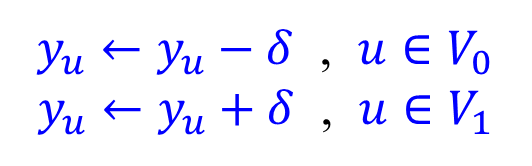 y_u ← y_u − δ , u ∈ V_0
y_u ← y_u + δ , u ∈ V_1